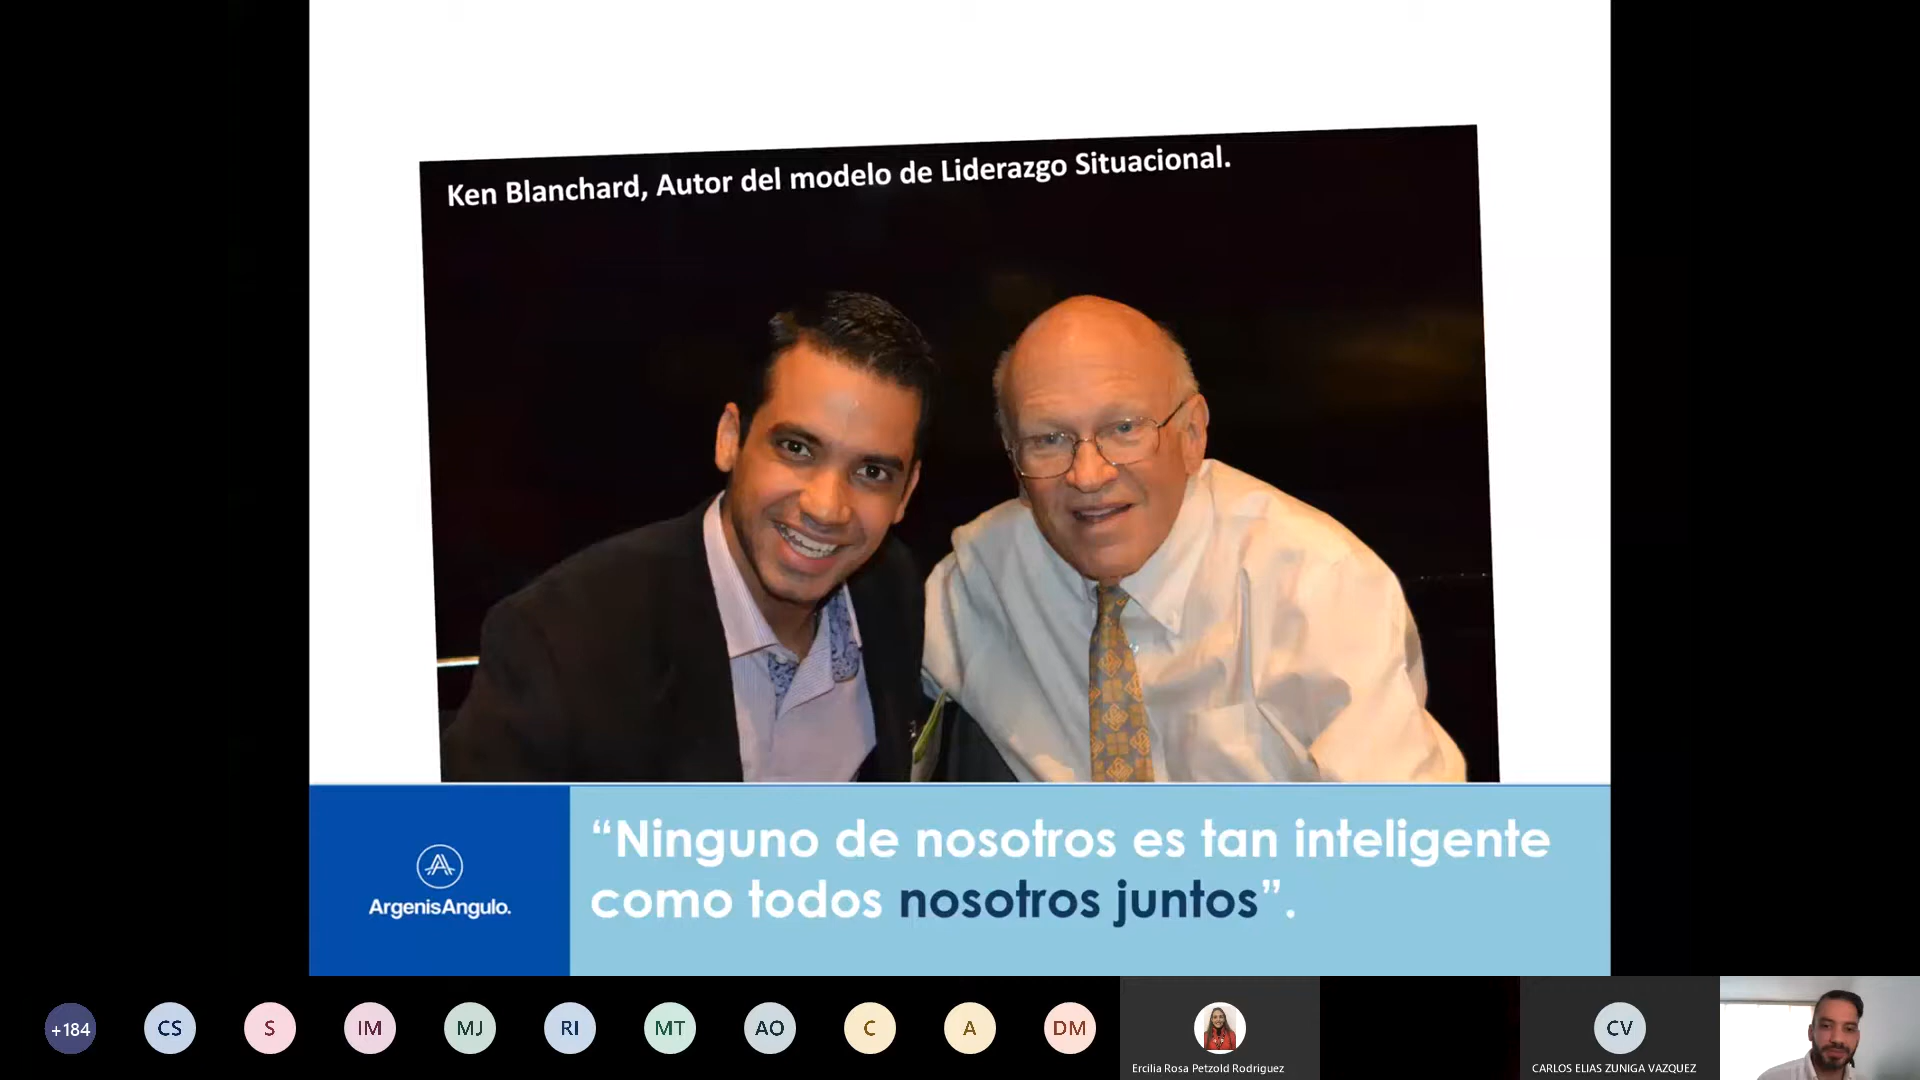 Ken Blanchard, Autor del modelo de Liderazgo Situacional.
“Ninguno de nosotros es tan inteligente
como todos nosotros juntos”.
ArgenisAngulo.
+184
CS
S
IM
MJ
RI
MT
AO
C
A
DM
Ercilia Rosa Petzold Rodriguez
CV
CARLOS ELIAS ZUNIGA VAZQUEZ